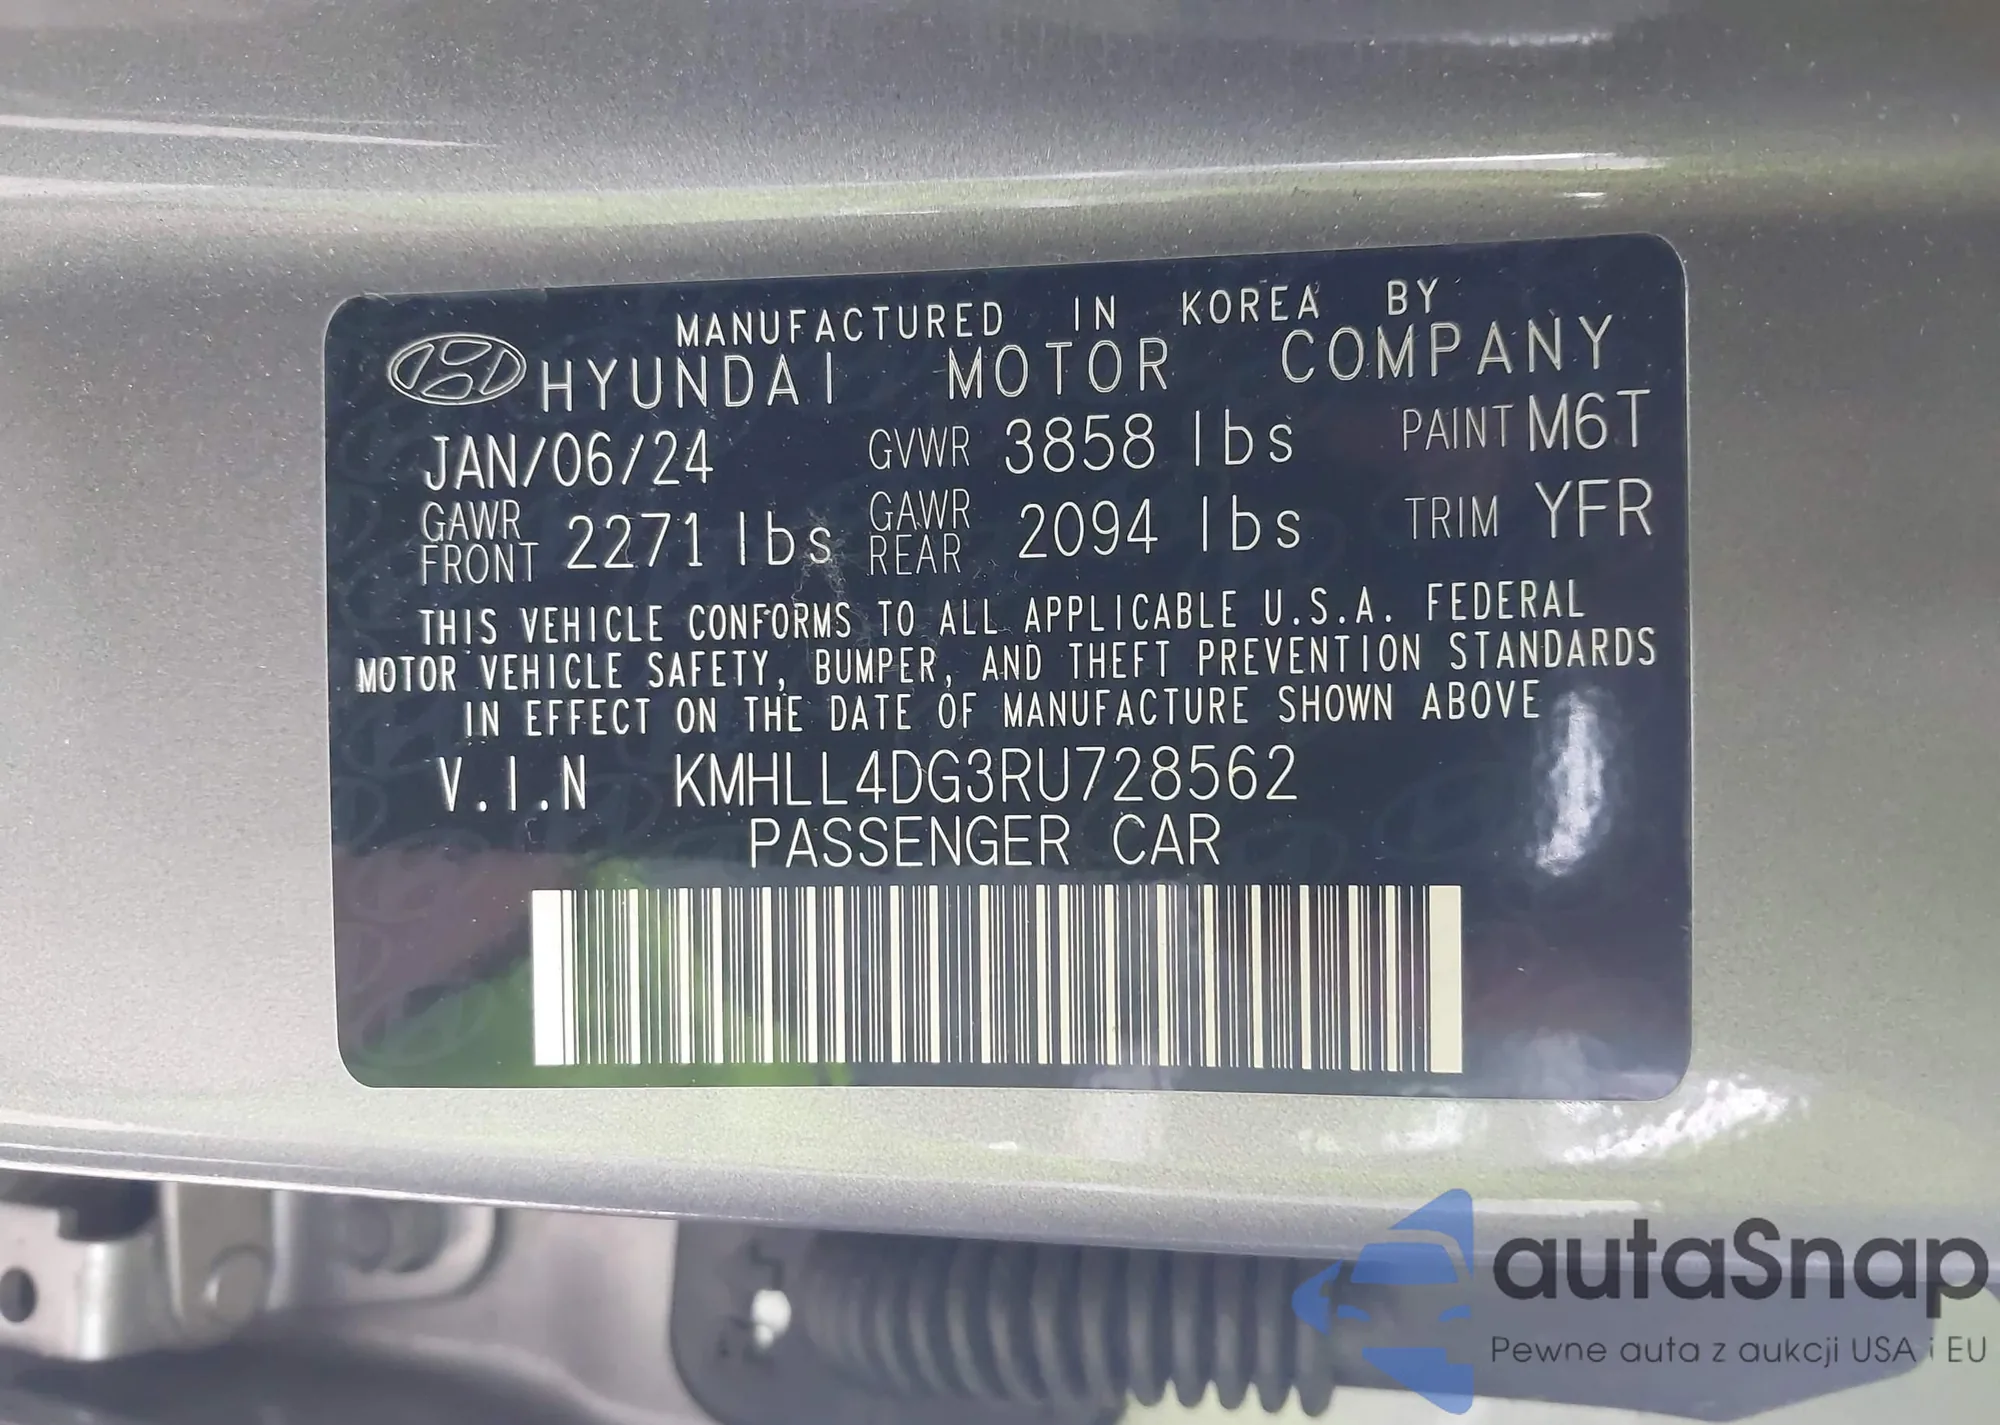 MANUFACTURED IN KOREA BY
HYUNDAI MOTOR COMPANY
JAN/06/24 GVWR 3858 lbs PAINT M6T
GAWR FRONT 2271 lbs GAWR REAR 2094 lbs TRIM YFR
THIS VEHICLE CONFORMS TO ALL APPLICABLE U.S.A. FEDERAL
MOTOR VEHICLE SAFETY, BUMPER, AND THEFT PREVENTION STANDARDS
IN EFFECT ON THE DATE OF MANUFACTURE SHOWN ABOVE
V.I.N KMHLL4DG3RU728562
PASSENGER CAR
autaSnap
Pewne auta z aukcji USA i EU